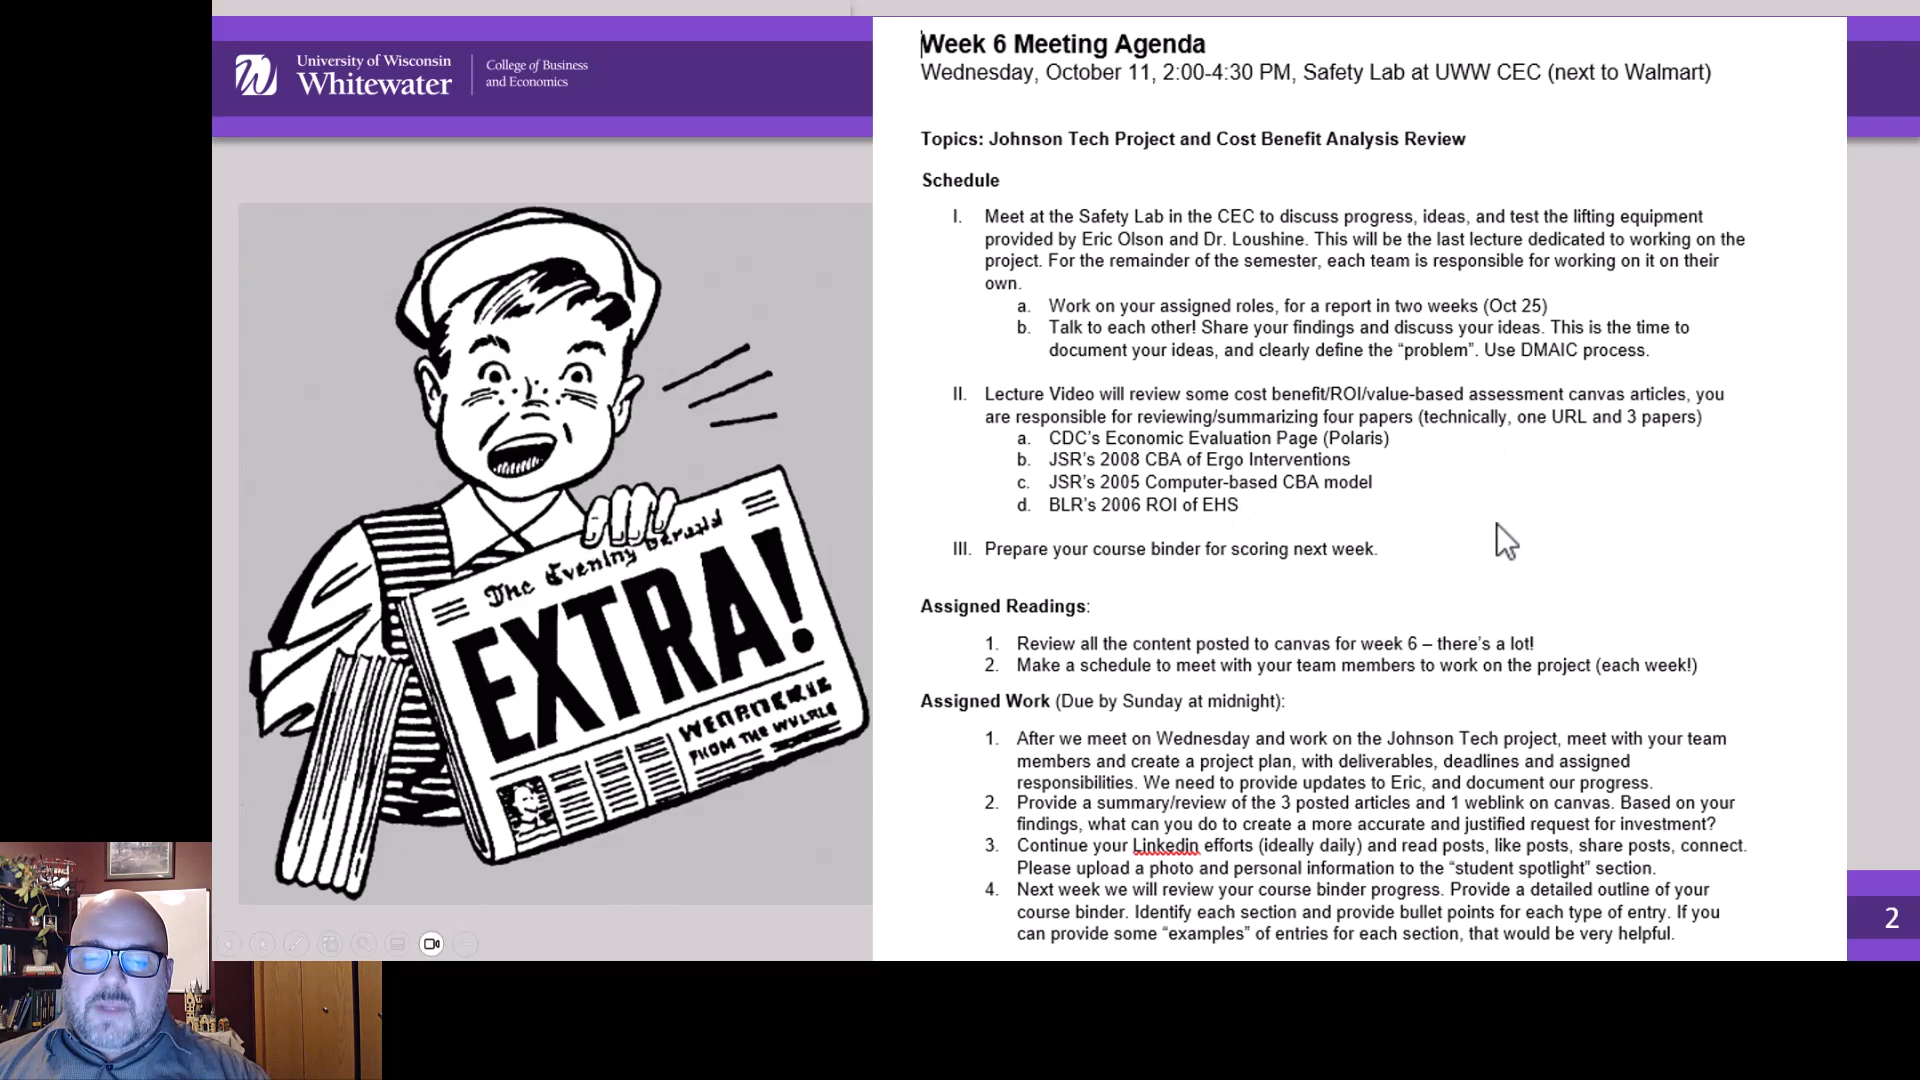 University of Wisconsin
Whitewater
College of Business
and Economics
Week 6 Meeting Agenda
Wednesday, October 11, 2:00-4:30 PM, Safety Lab at UWW CEC (next to Walmart)
Topics: Johnson Tech Project and Cost Benefit Analysis Review
Schedule
I. Meet at the Safety Lab in the CEC to discuss progress, ideas, and test the lifting equipment
provided by Eric Olson and Dr. Loushine. This will be the last lecture dedicated to working on the
project. For the remainder of the semester, each team is responsible for working on it on their
own.
a. Work on your assigned roles, for a report in two weeks (Oct 25)
b. Talk to each other! Share your findings and discuss your ideas. This is the time to
document your ideas, and clearly define the “problem”. Use DMAIC process.
II. Lecture Video will review some cost benefit/ROI/value-based assessment canvas articles, you
are responsible for reviewing/summarizing four papers (technically, one URL and 3 papers)
a. CDC’s Economic Evaluation Page (Polaris)
b. JSR’s 2008 CBA of Ergo Interventions
c. JSR’s 2005 Computer-based CBA model
d. BLR’s 2006 ROI of EHS
III. Prepare your course binder for scoring next week.
Assigned Readings:
1. Review all the content posted to canvas for week 6 – there’s a lot!
2. Make a schedule to meet with your team members to work on the project (each week!)
Assigned Work (Due by Sunday at midnight):
1. After we meet on Wednesday and work on the Johnson Tech project, meet with your team
members and create a project plan, with deliverables, deadlines and assigned
responsibilities. We need to provide updates to Eric, and document our progress.
2. Provide a summary/review of the 3 posted articles and 1 weblink on canvas. Based on your
findings, what can you do to create a more accurate and justified request for investment?
3. Continue your Linkedin efforts (ideally daily) and read posts, like posts, share posts, connect.
Please upload a photo and personal information to the “student spotlight” section.
4. Next week we will review your course binder progress. Provide a detailed outline of your
course binder. Identify each section and provide bullet points for each type of entry. If you
can provide some “examples” of entries for each section, that would be very helpful.
The Evening Herald
EXTRA!
FROM THE
2